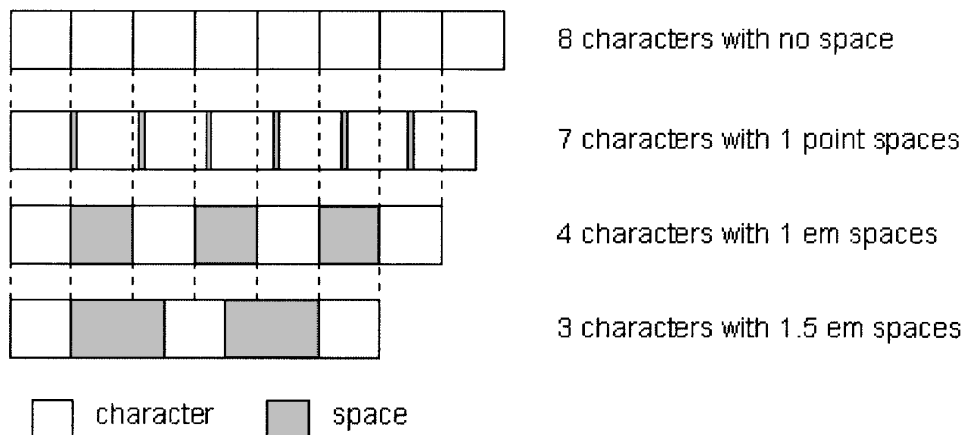 8 characters with no space
7 characters with 1 point spaces
4 characters with 1 em spaces
3 characters with 1.5 em spaces
character space